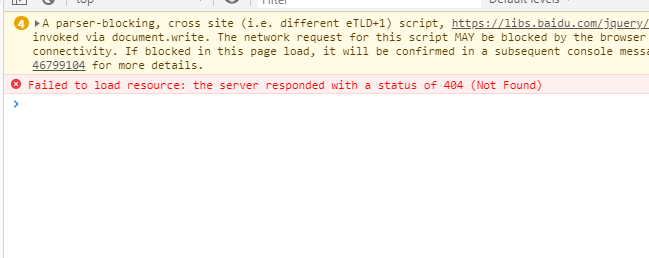 top Filter Default levels
4 A parser-blocking, cross site (i.e. different eTLD+1) script, https://libs.baidu.com/jquery/
invoked via document.write. The network request for this script MAY be blocked by the browser
connectivity. If blocked in this page load, it will be confirmed in a subsequent console messa
46799104 for more details.
Failed to load resource: the server responded with a status of 404 (Not Found)